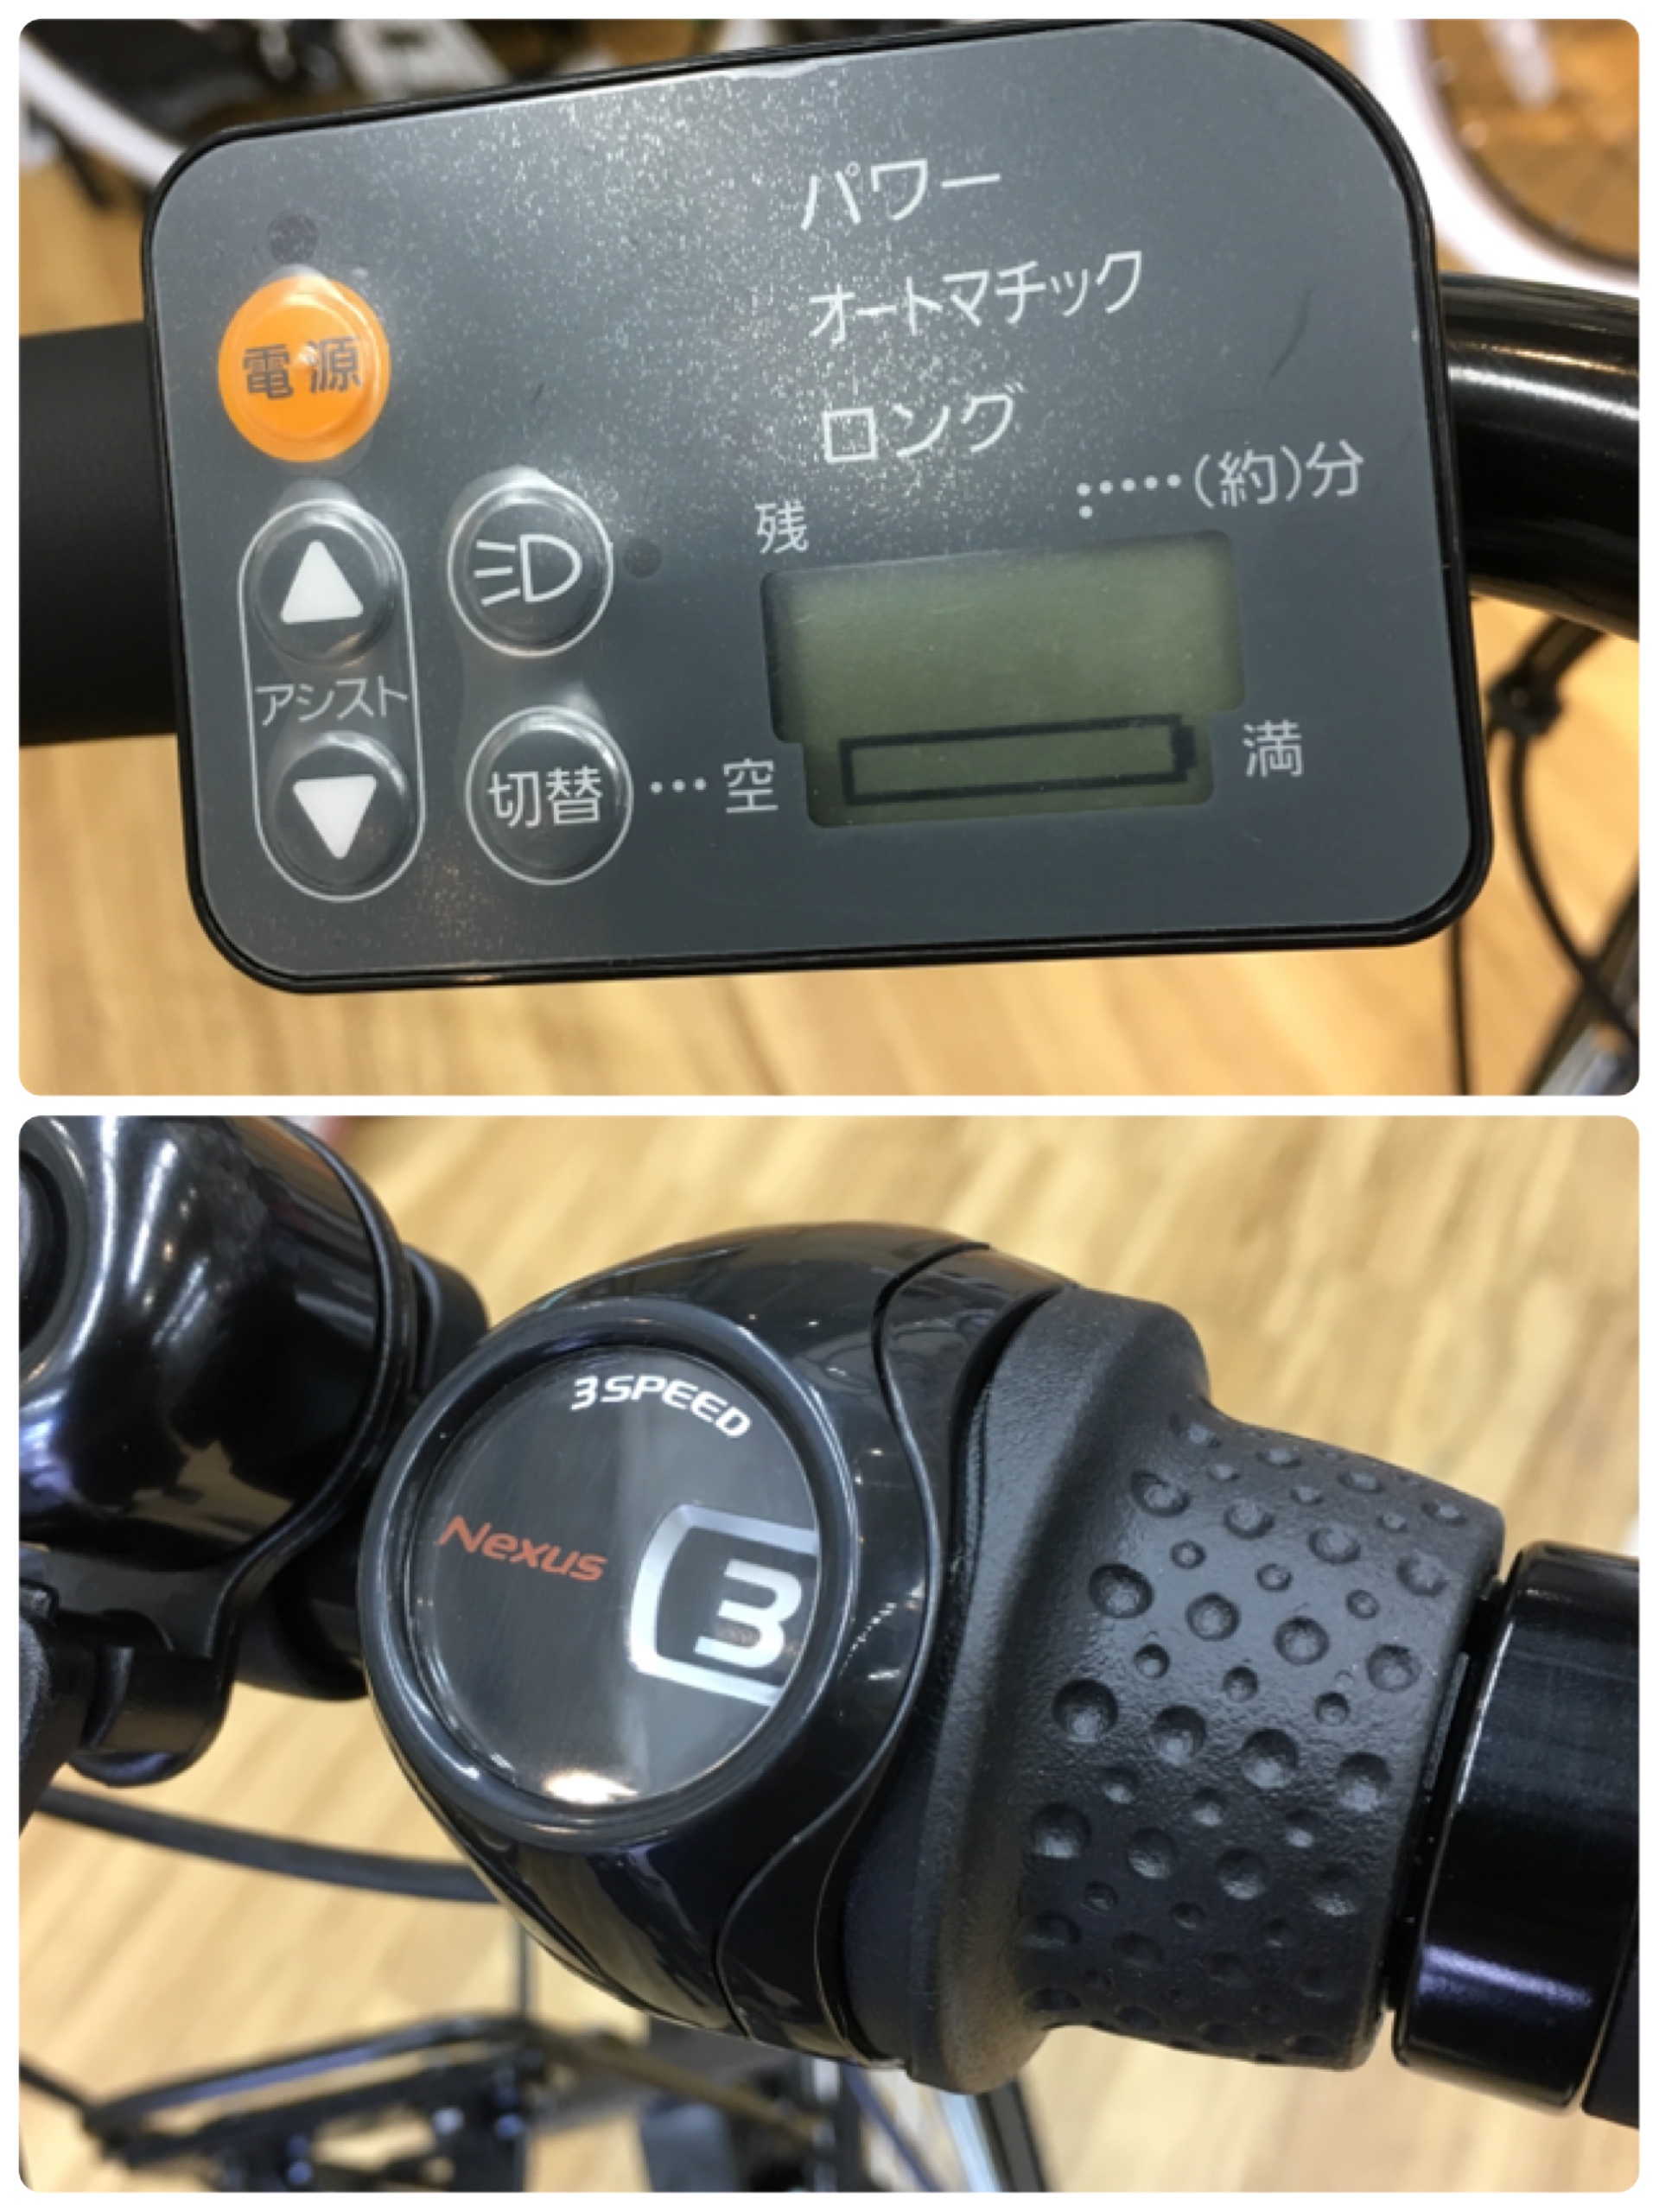 パワー
オートマチック
ロング
電源
残
(約)分
アシスト
切替
空
満
3SPEED
Nexus
3